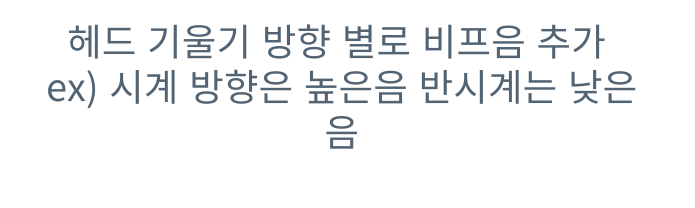 헤드 기울기 방향 별로 비프음 추가
ex) 시계 방향은 높은음 반시계는 낮은
음